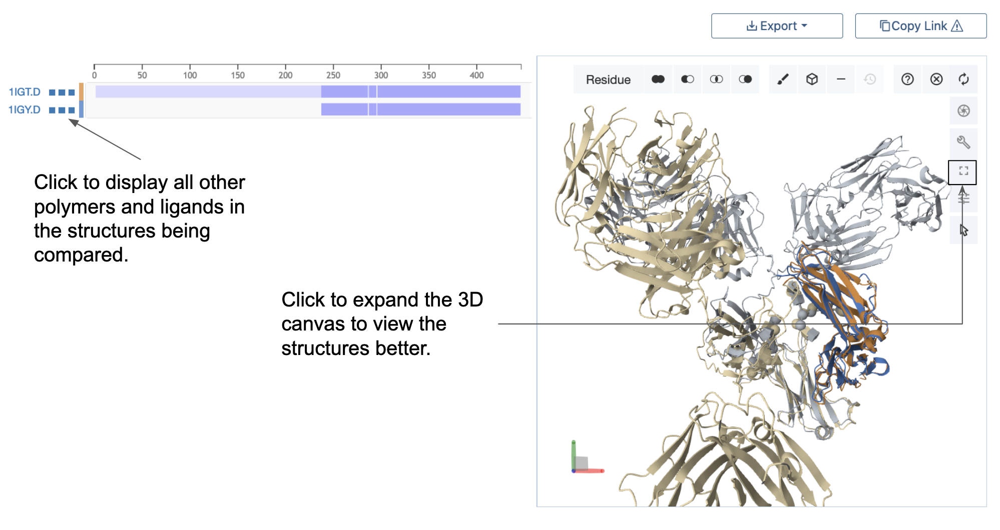 Export
Copy Link
0 50 100 150 200 250 300 350 400
1IGT.D
1IGY.D
Residue
Click to display all other
polymers and ligands in
the structures being
compared.
Click to expand the 3D
canvas to view the
structures better.